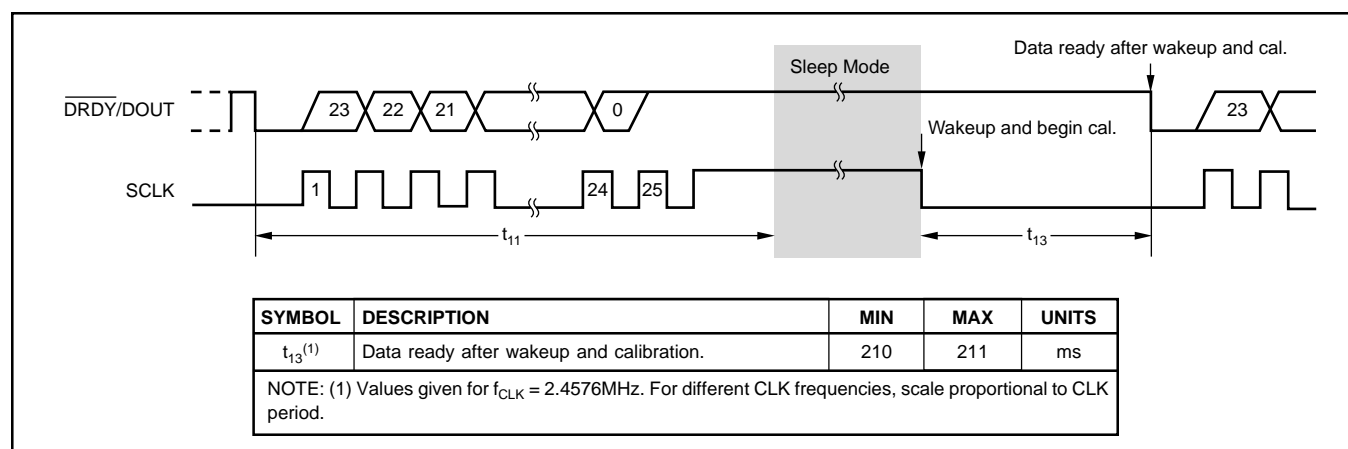 Data ready after wakeup and cal.
Sleep Mode
DRDY/DOUT 23 22 21 0 23
Wakeup and begin cal.
SCLK 1 24 25
t11 t13
SYMBOL DESCRIPTION MIN MAX UNITS
t13(1) Data ready after wakeup and calibration. 210 211 ms
NOTE: (1) Values given for fCLK = 2.4576MHz. For different CLK frequencies, scale proportional to CLK
period.